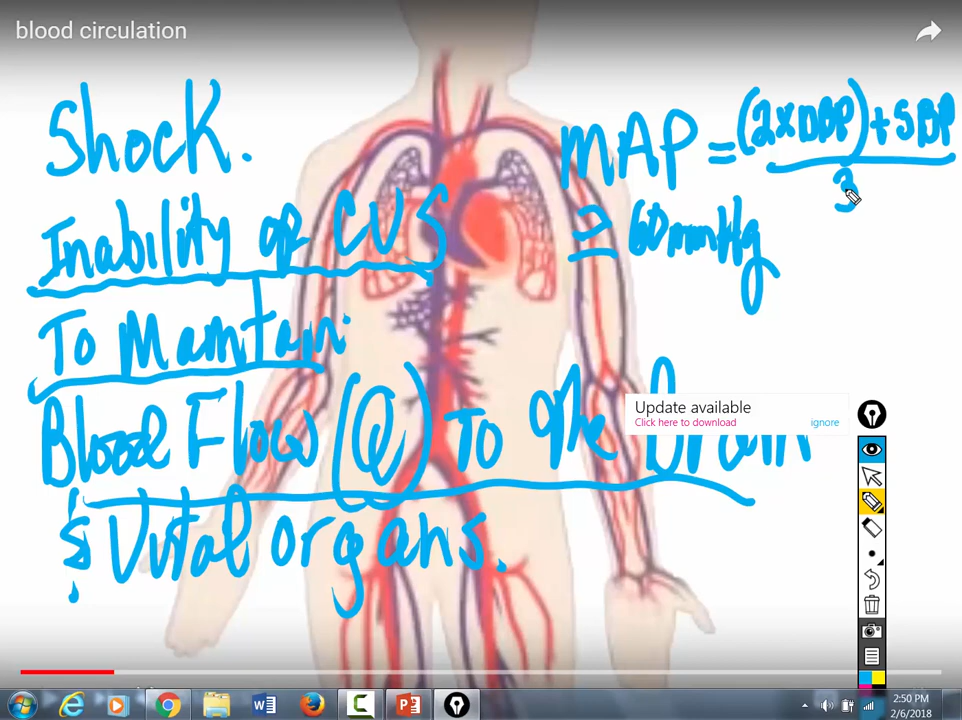 blood circulation
Shock.
MAP = (2xDBP)+SBP
3
Inability of CVS
≥ 60mmHg
To Maintain
Update available
Click here to download ignore
Blood Flow (Q) To the Brain
& Vital organs.
2:50 PM
2/6/2018